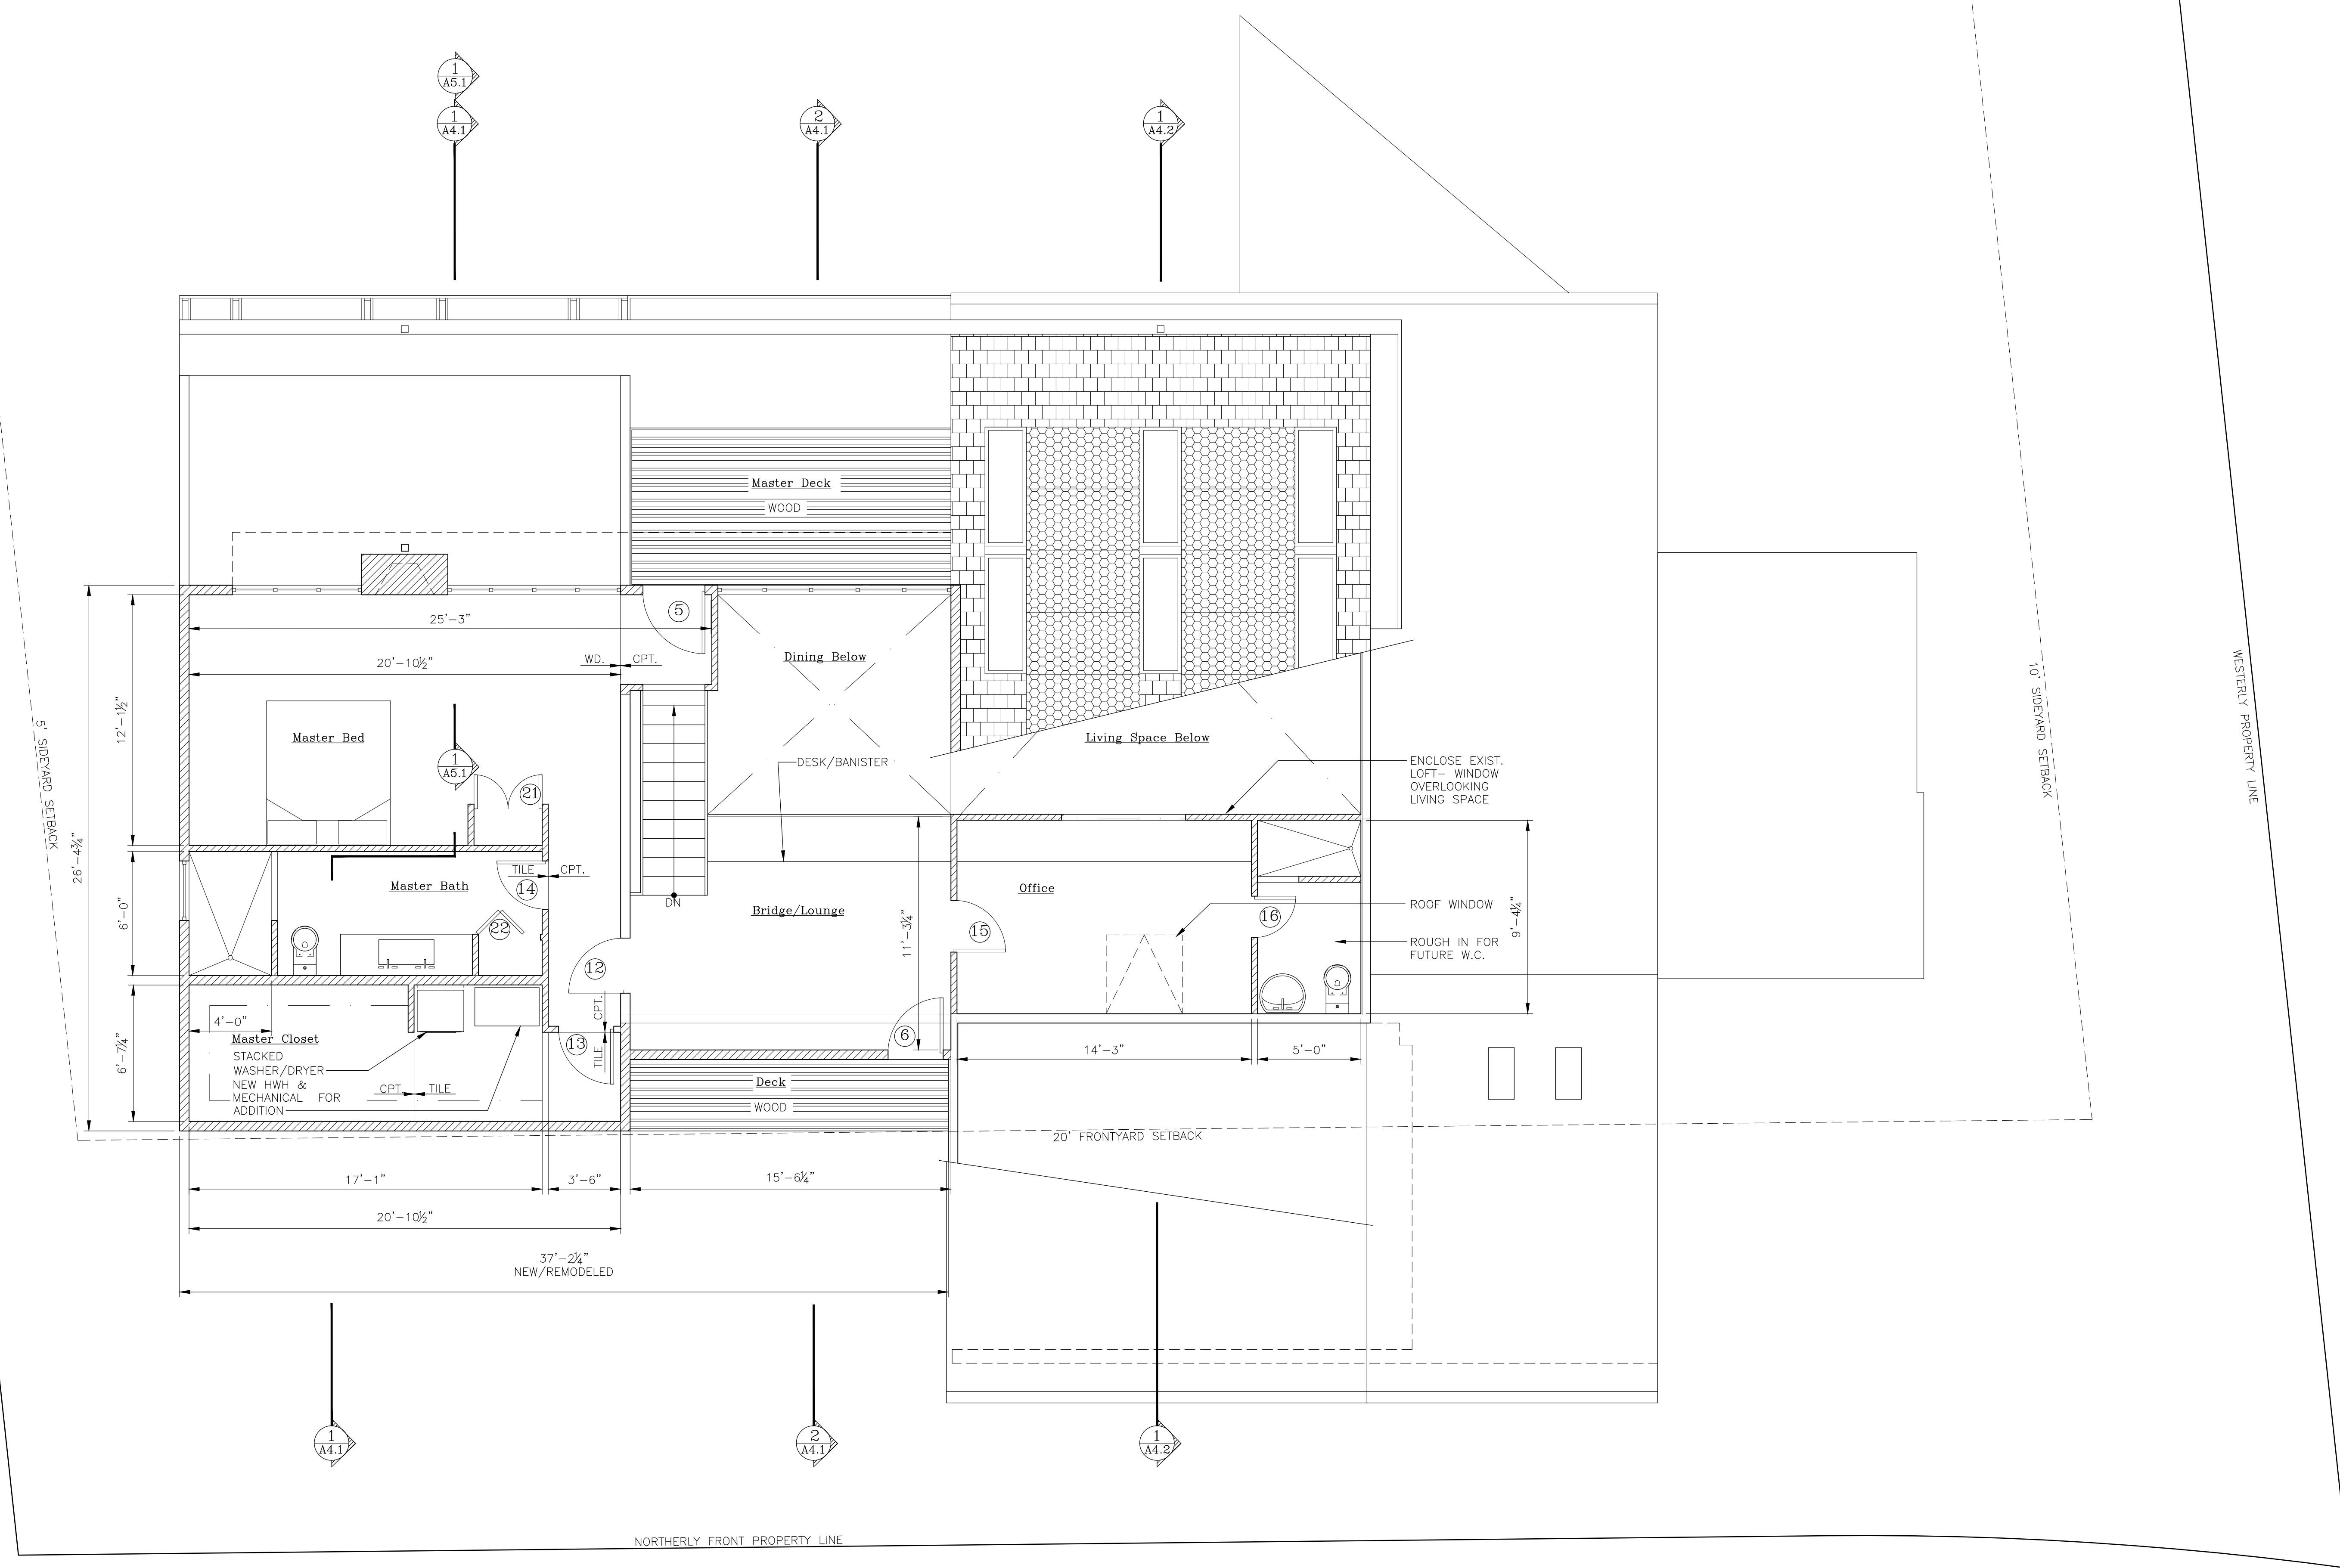 1
A5.1
1
A4.1
2
A4.1
1
A4.2
Master Deck
WOOD
5
25'-3"
20'-10½"
WD.
CPT.
Dining Below
12'-1½"
Master Bed
1
A5.1
21
DESK/BANISTER
Living Space Below
ENCLOSE EXIST.
LOFT- WINDOW
OVERLOOKING
LIVING SPACE
5' SIDEYARD SETBACK
10' SIDEYARD SETBACK
WESTERLY PROPERTY LINE
26'-4¾"
6'-0"
Master Bath
TILE
CPT.
14
22
DN
Bridge/Lounge
11'-3¼"
Office
15
16
ROOF WINDOW
ROUGH IN FOR
FUTURE W.C.
9'-4¼"
12
CPT.
TILE
13
6
6'-7¼"
4'-0"
Master Closet
STACKED
WASHER/DRYER
NEW HWH &
MECHANICAL FOR
ADDITION
CPT.
TILE
Deck
WOOD
14'-3"
5'-0"
20' FRONTYARD SETBACK
17'-1"
3'-6"
15'-6¼"
20'-10½"
37'-2¼"
NEW/REMODELED
1
A4.1
2
A4.1
1
A4.2
NORTHERLY FRONT PROPERTY LINE